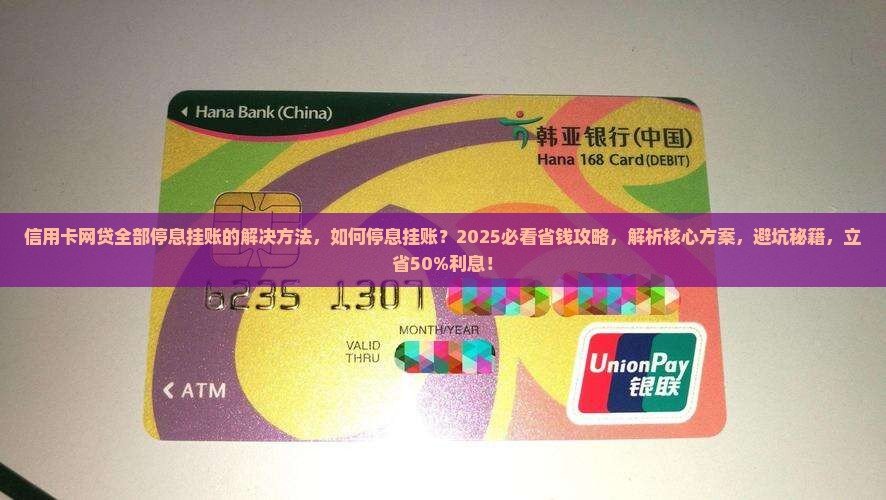 Hana Bank (China)
韩亚银行(中国)
Hana 168 Card(DEBIT)
信用卡网贷全部停息挂账的解决方法，如何停息挂账？2025必看省钱攻略，解析核心方案，避坑秘籍，立
省50%利息！
6235 1307
MONTH/YEAR
VALID
THRU
ATM
UnionPay
银联